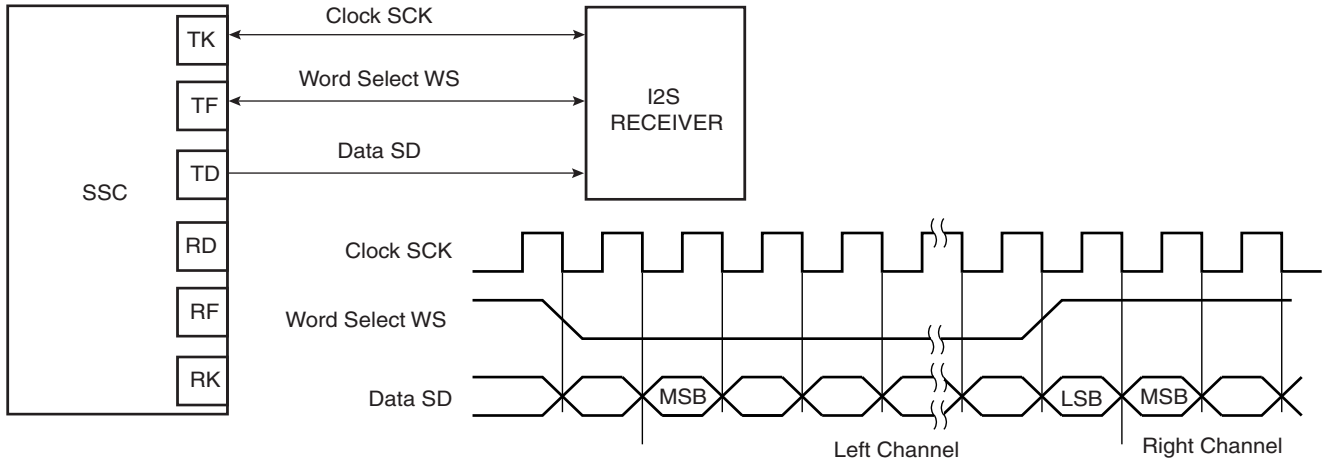 Clock SCK
TK
Word Select WS
TF
I2S
RECEIVER
Data SD
TD
SSC
RD
RF
RK
Clock SCK
Word Select WS
Data SD
MSB
LSB
MSB
Left Channel
Right Channel